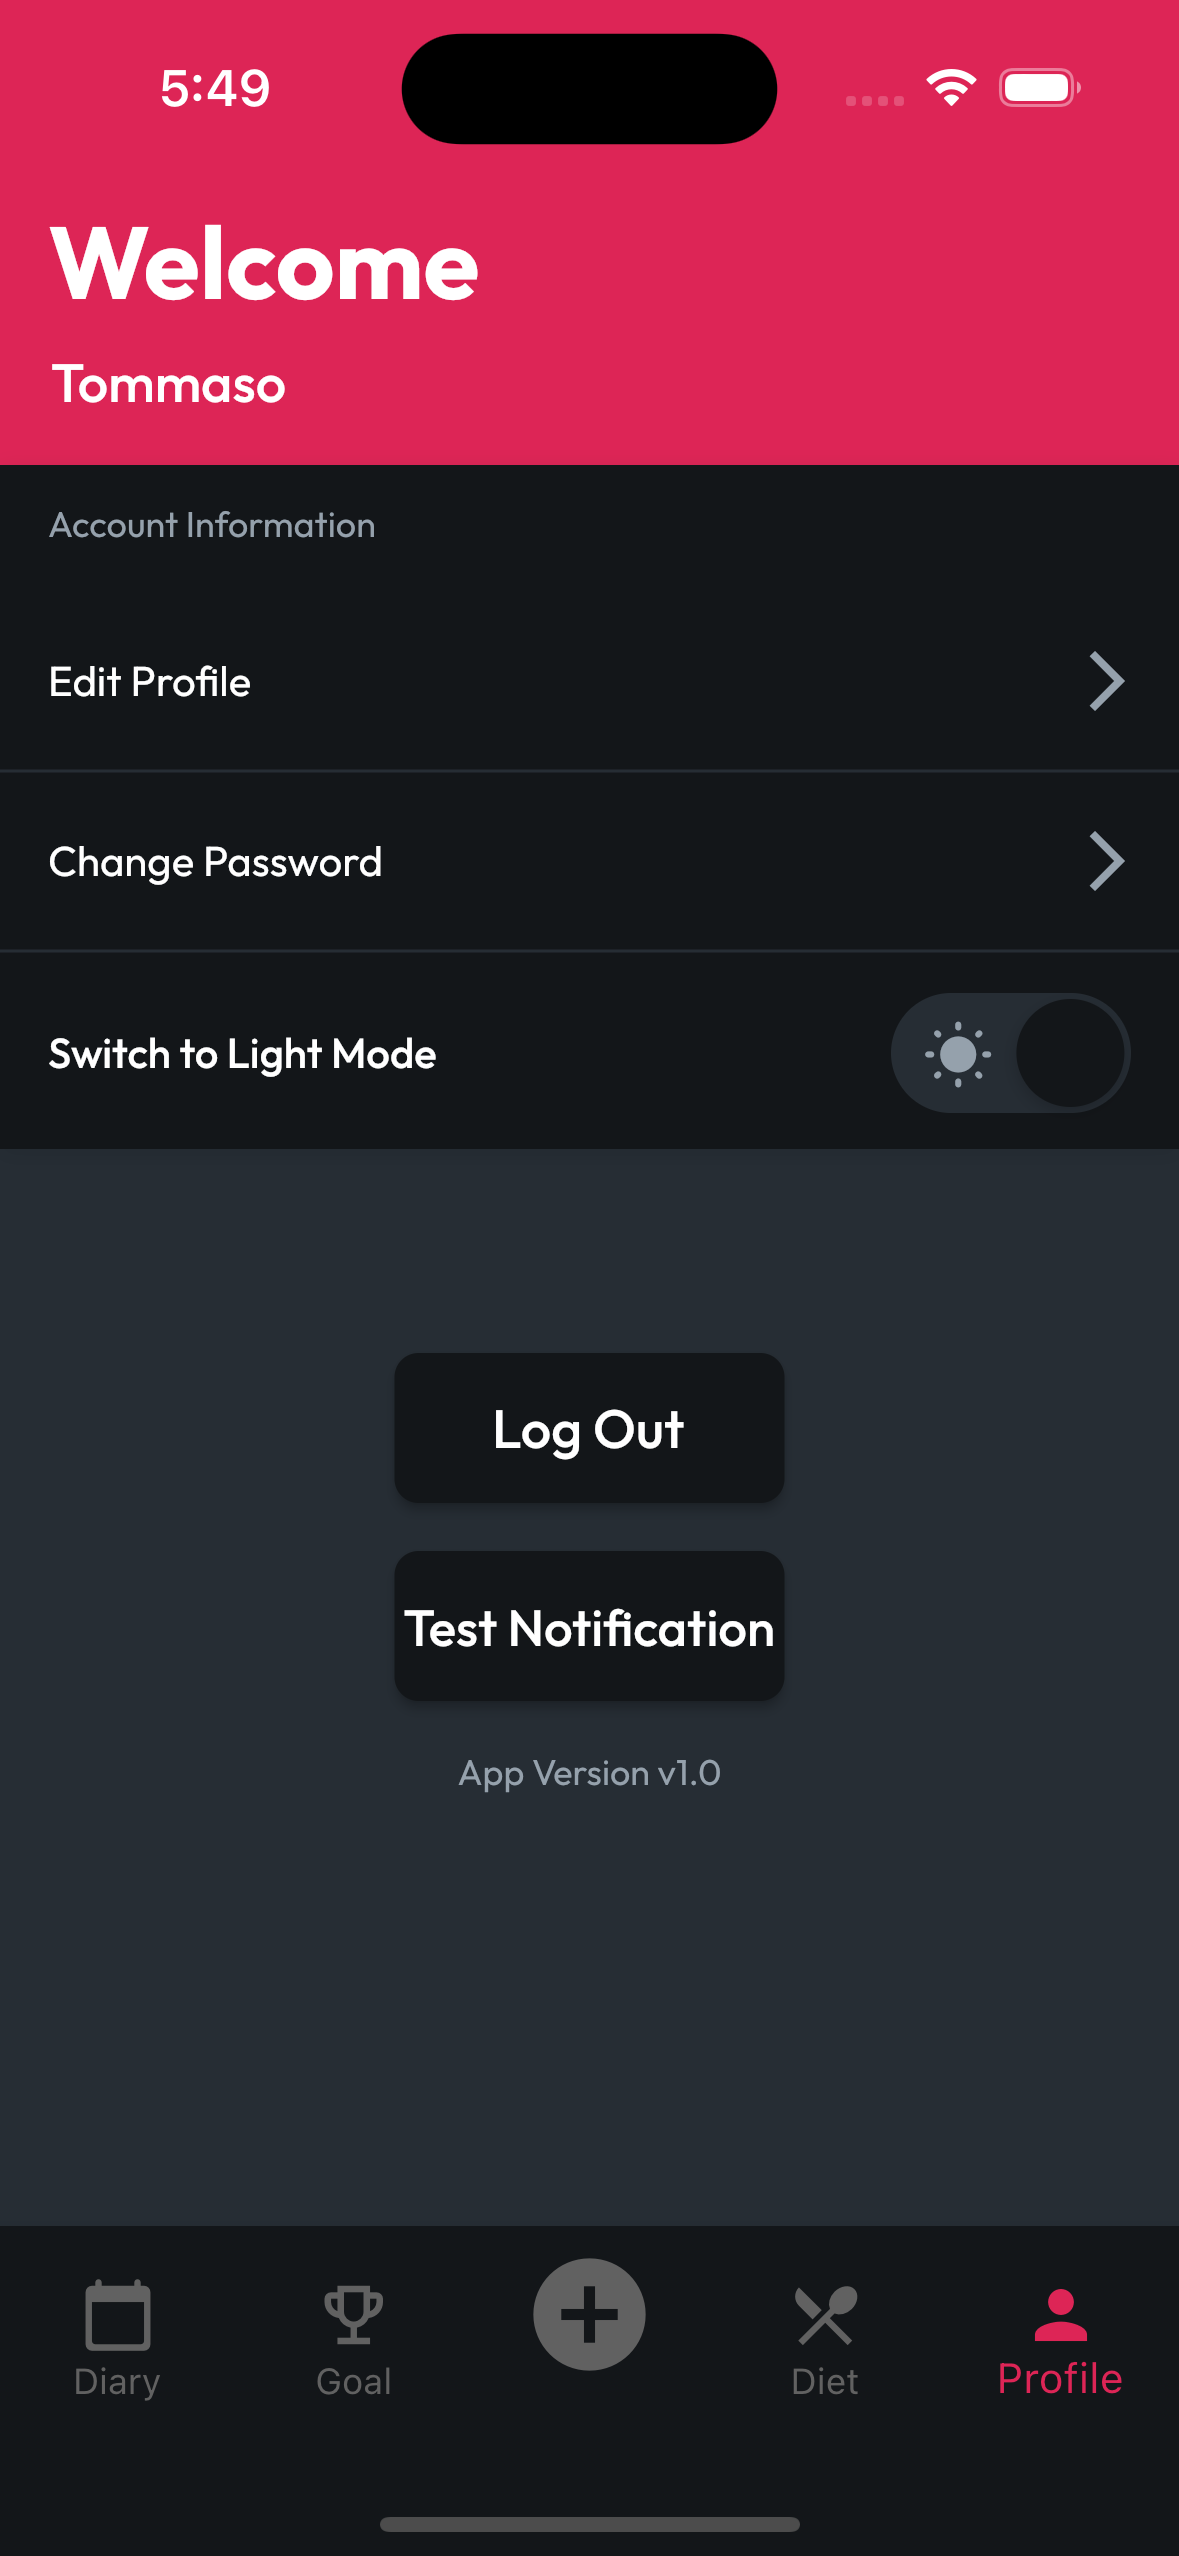 5:49
Welcome
Tommaso
Account Information
Edit Profile
Change Password
Switch to Light Mode
Log Out
Test Notification
App Version v1.0
Diary
Goal
Diet
Profile